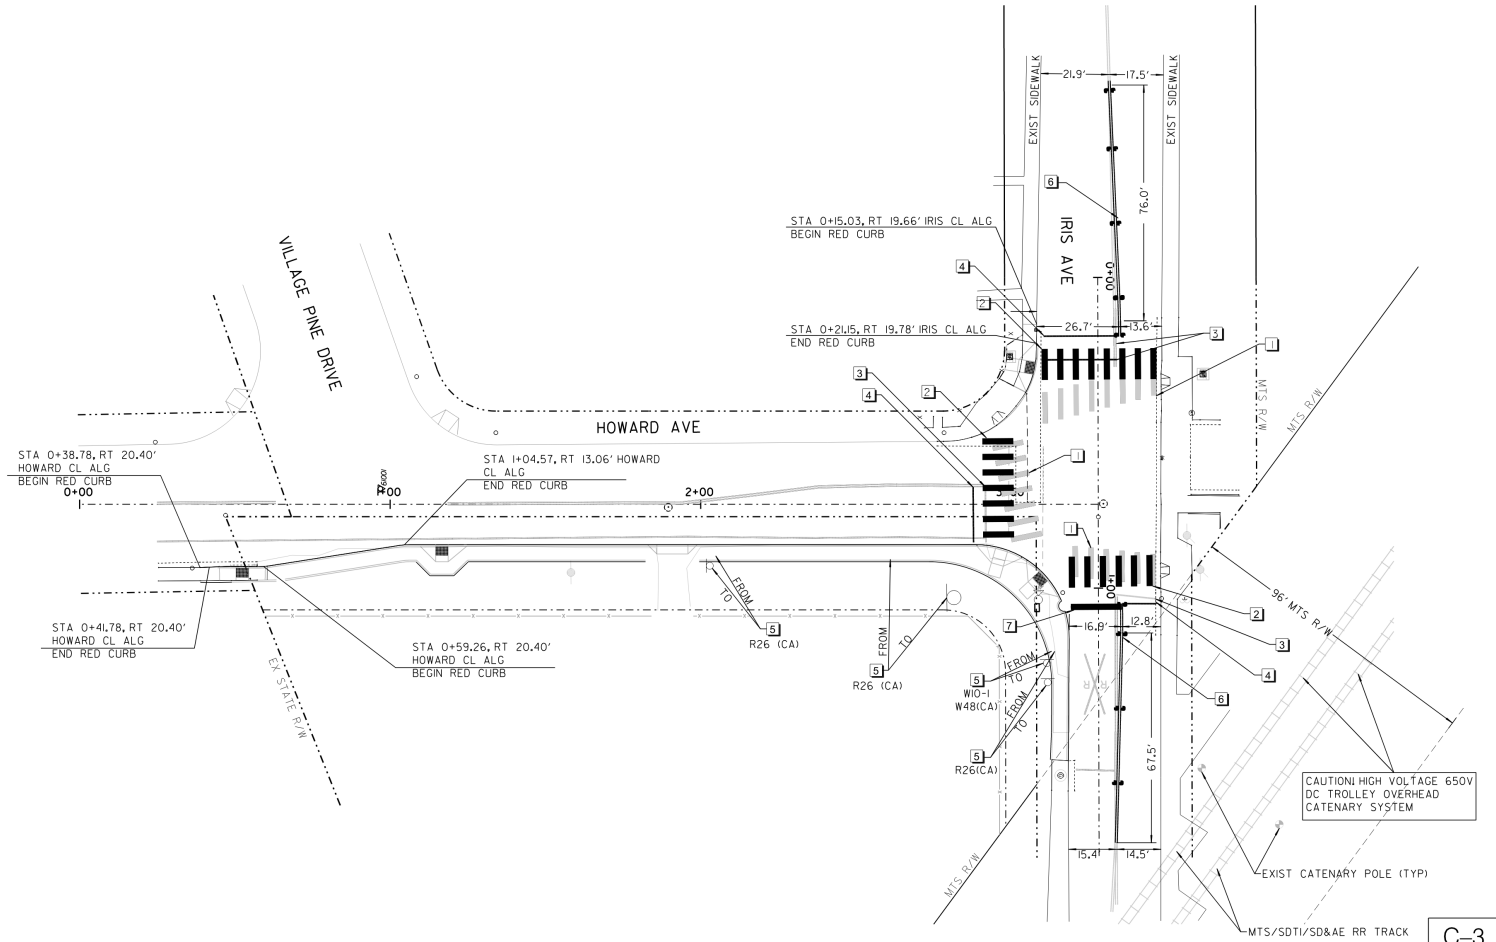 EXIST SIDEWALK
21.9'
17.5'
EXIST SIDEWALK
6
76.0'
IRIS AVE
0+00
STA 0+15.03, RT 19.66' IRIS CL ALG
BEGIN RED CURB
4
2
26.7'
13.6'
STA 0+21.15, RT 19.78' IRIS CL ALG
END RED CURB
3
1
3
4
2
MTS R/W
MTS R/W
VILLAGE PINE DRIVE
HOWARD AVE
1
STA 0+38.78, RT 20.40'
HOWARD CL ALG
BEGIN RED CURB
STA 1+04.57, RT 13.06' HOWARD
CL ALG
END RED CURB
0+00
1+00
2+00
1
1+00
96' MTS R/W
2
3
4
7
16.9'
12.8'
FROM
TO
5
R26 (CA)
FROM
TO
5
R26 (CA)
FROM
TO
5
W10-1
W48(CA)
FROM
TO
5
R26(CA)
R R
6
67.5'
STA 0+41.78, RT 20.40'
HOWARD CL ALG
END RED CURB
STA 0+59.26, RT 20.40'
HOWARD CL ALG
BEGIN RED CURB
EX STATE R/W
CAUTION! HIGH VOLTAGE 650V
DC TROLLEY OVERHEAD
CATENARY SYSTEM
15.4'
14.5'
MTS R/W
EXIST CATENARY POLE (TYP)
MTS/SDTI/SD&AE RR TRACK
C-3